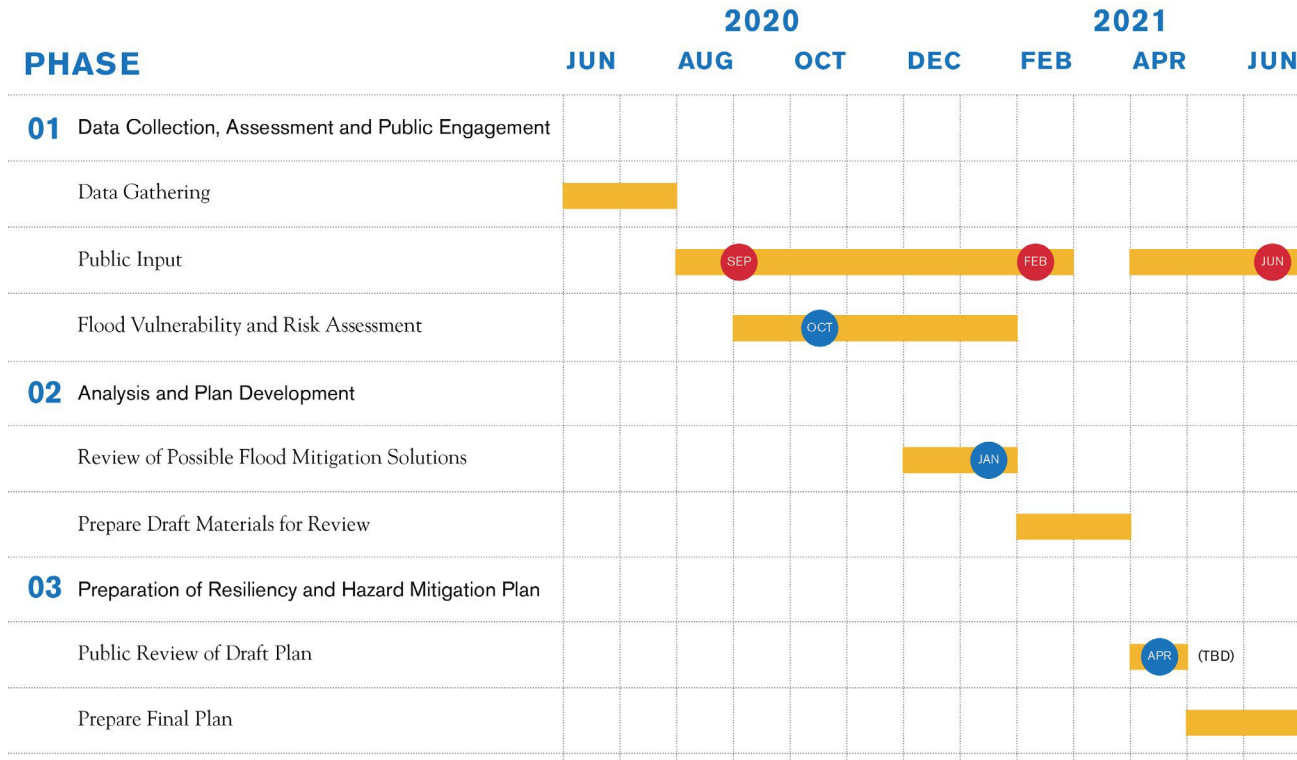 2020 2021
PHASE JUN AUG OCT DEC FEB APR JUN
01 Data Collection, Assessment and Public Engagement
Data Gathering
Public Input SEP FEB JUN
Flood Vulnerability and Risk Assessment OCT
02 Analysis and Plan Development
Review of Possible Flood Mitigation Solutions JAN
Prepare Draft Materials for Review
03 Preparation of Resiliency and Hazard Mitigation Plan
Public Review of Draft Plan APR (TBD)
Prepare Final Plan